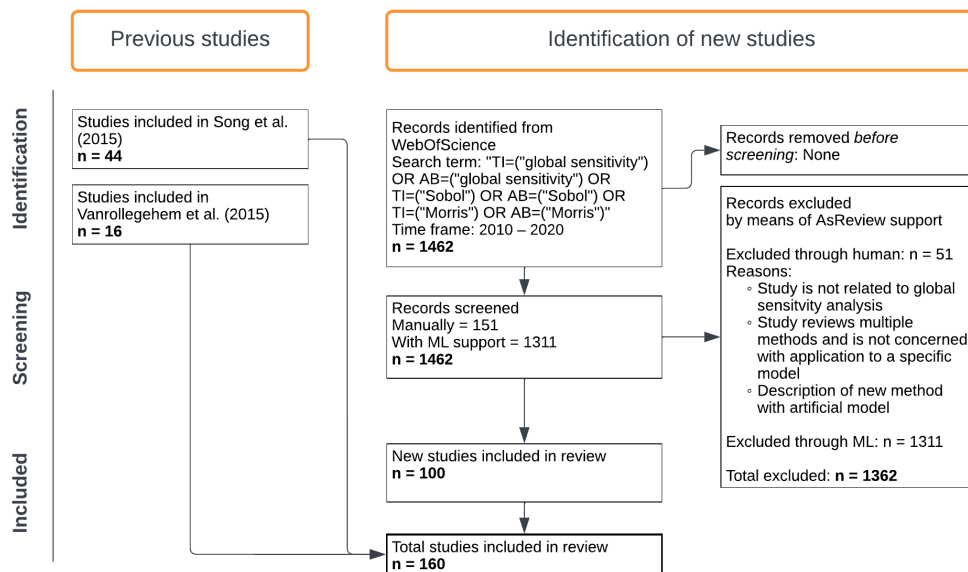 Previous studies
Identification of new studies
Identification
Screening
Included
Studies included in Song et al.
(2015)
n = 44
Studies included in
Vanrollegehem et al. (2015)
n = 16
Records identified from
WebOfScience
Search term: "TI=("global sensitivity")
OR AB=("global sensitivity") OR
TI=("Sobol") OR AB=("Sobol") OR
TI=("Morris") OR AB=("Morris")"
Time frame: 2010 – 2020
n = 1462
Records removed before
screening: None
Records screened
Manually = 151
With ML support = 1311
n = 1462
Records excluded
by means of AsReview support
Excluded through human: n = 51
Reasons:
◦ Study is not related to global
sensitvity analysis
◦ Study reviews multiple
methods and is not concerned
with application to a specific
model
◦ Description of new method
with artificial model
Excluded through ML: n = 1311
Total excluded: n = 1362
New studies included in review
n = 100
Total studies included in review
n = 160